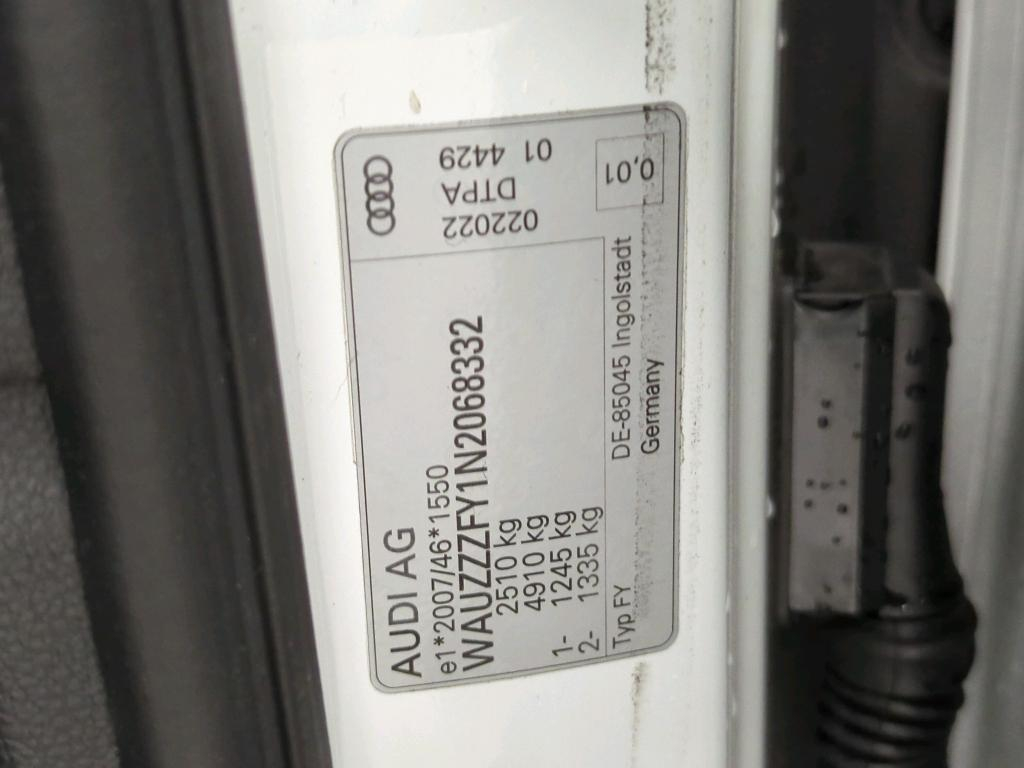 AUDI AG
e1*2007/46*1550
WAUZZZFY1N2068332
2510 kg
4910 kg
1- 1245 kg
2- 1335 kg
Typ FY
DE-85045 Ingolstadt
Germany
022022
DTPA
01 4429
0,01